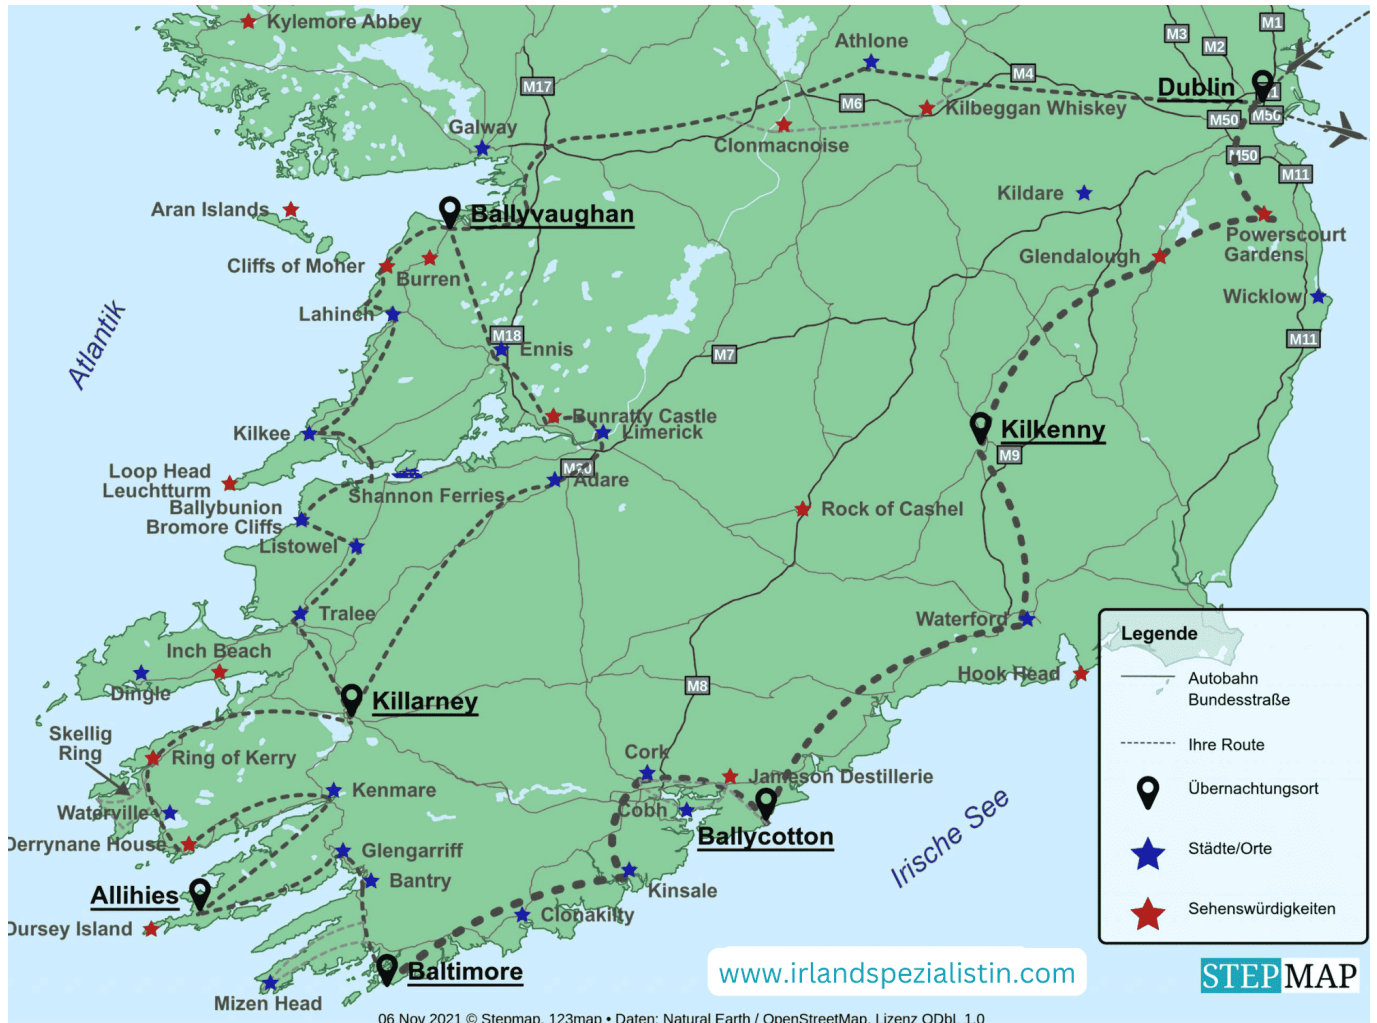 Kylemore Abbey
Athlone
M3
M2
M1
M17
M4
M6
Dublin
Kilbeggan Whiskey
M50
M50
Galway
Clonmacnoise
M50
M11
Aran Islands
Ballyvaughan
Kildare
Powerscourt
Gardens
Cliffs of Moher
Burren
Glendalough
Wicklow
Lahinch
Atlantik
M18
Ennis
M7
M11
Bunratty Castle
Limerick
Kilkee
Kilkenny
M9
Loop Head
Leuchtturm
M20
Adare
Shannon Ferries
Ballybunion
Bromore Cliffs
Rock of Cashel
Listowel
Tralee
Waterford
Inch Beach
Dingle
Hook Head
M8
Killarney
Skellig
Ring
Ring of Kerry
Cork
Jameson Destillerie
Kenmare
Waterville
Cobh
Ballycotton
Irische See
Derrynane House
Glengarriff
Bantry
Kinsale
Allihies
Clonakilty
Dursey Island
Baltimore
Mizen Head
Legende
Autobahn
Bundesstraße
Ihre Route
Übernachtungsort
Städte/Orte
Sehenswürdigkeiten
www.irlandspezialistin.com
STEPMAP
06 Nov 2021 © Stepmap, 123map • Daten: Natural Earth / OpenStreetMap, Lizenz ODbL 1.0